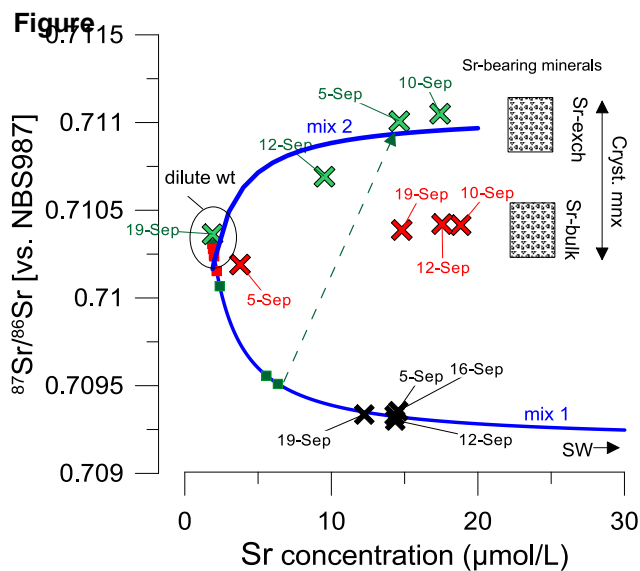 Figure
0.7115
0.711
0.7105
0.71
0.7095
0.709
87Sr/86Sr [vs. NBS987]
0
10
20
30
Sr concentration (µmol/L)
Sr-bearing minerals
Sr-exch
Sr-bulk
Cryst. mnx
10-Sep
5-Sep
mix 2
12-Sep
dilute wt
19-Sep
5-Sep
19-Sep
10-Sep
12-Sep
5-Sep
16-Sep
19-Sep
12-Sep
mix 1
SW